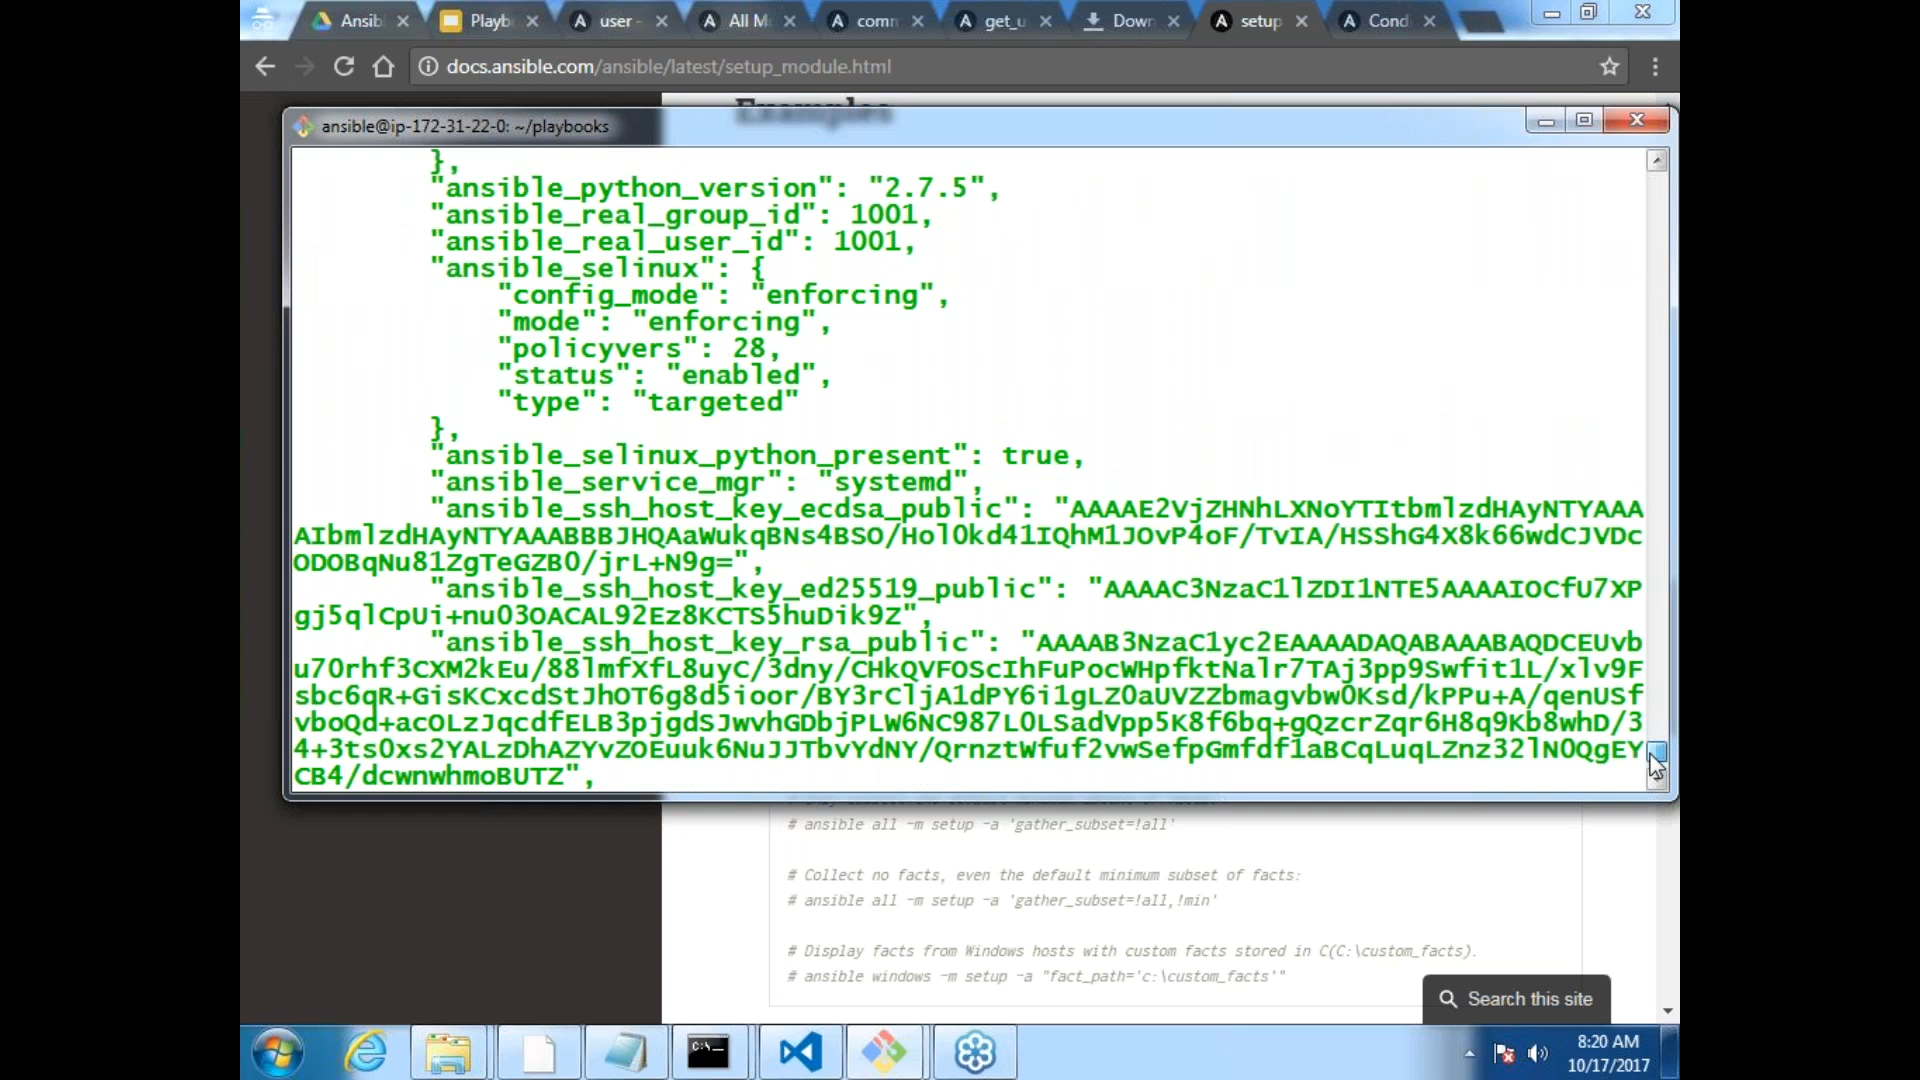 Ansibl
Playb
user -
All M
comm
get_u
Down
setup
Cond
docs.ansible.com/ansible/latest/setup_module.html
Examples
ansible@ip-172-31-22-0: ~/playbooks
},
"ansible_python_version": "2.7.5",
"ansible_real_group_id": 1001,
"ansible_real_user_id": 1001,
"ansible_selinux": {
"config_mode": "enforcing",
"mode": "enforcing",
"policyvers": 28,
"status": "enabled",
"type": "targeted"
},
"ansible_selinux_python_present": true,
"ansible_service_mgr": "systemd",
"ansible_ssh_host_key_ecdsa_public": "AAAAE2VjZHNhLXNoYTItbmlzdHAyNTYAAA
AIbmlzdHAyNTYAAABBBJHQAaWukqBNs4BSO/Hol0kd41IQhM1JOvP4oF/TvIA/HSShG4X8k66wdCJVDc
ODOBqNu81ZgTeGZB0/jrL+N9g=",
"ansible_ssh_host_key_ed25519_public": "AAAAC3NzaC1lZDI1NTE5AAAAIOCfU7XP
gj5qlCpUi+nu03OACAL92Ez8KCTS5huDik9Z",
"ansible_ssh_host_key_rsa_public": "AAAAB3NzaC1yc2EAAAADAQABAAABAQDCEUvb
u70rhf3CXM2kEu/88lmfXfL8uyC/3dny/CHkQVFOScIhFuPocWHpfktNalr7TAj3pp9Swfit1L/xlv9F
sbc6qR+GisKCxcdStJhOT6g8d5ioor/BY3rCljA1dPY6i1gLZ0aUVZZbmagvbw0Ksd/kPPu+A/qenUSf
vboQd+acOLzJqcdfELB3pjgdSJwvhGDbjPLW6NC987L0LSadVpp5K8f6bq+gQzcrZqr6H8q9Kb8whD/3
4+3ts0xs2YALzDhAZYvZOEuuk6NuJJTbvYdNY/QrnztWfuf2vwSefpGmfdf1aBCqLuqLZnz32lN0QgEY
CB4/dcwnwhmoBUTZ",
# ansible all -m setup -a 'gather_subset=!all'
# Collect no facts, even the default minimum subset of facts:
# ansible all -m setup -a 'gather_subset=!all,!min'
# Display facts from Windows hosts with custom facts stored in C(C:\custom_facts).
# ansible windows -m setup -a "fact_path='c:\custom_facts'"
Search this site
8:20 AM
10/17/2017